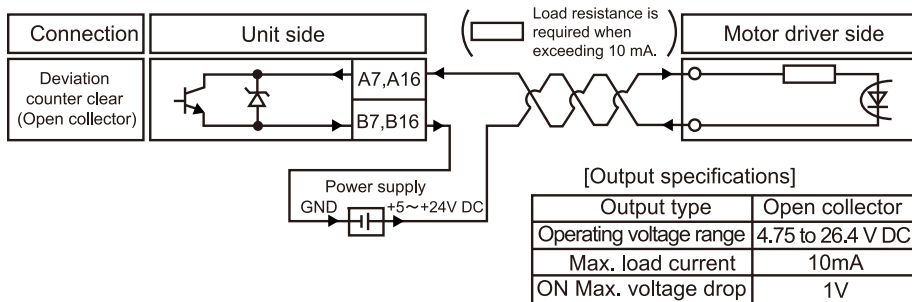 Connection
Unit side
Load resistance is
required when
exceeding 10 mA.
Motor driver side
Deviation
counter clear
(Open collector)
A7,A16
B7,B16
Power supply
GND
+5～+24V DC
[Output specifications]
Output type Open collector
Operating voltage range 4.75 to 26.4 V DC
Max. load current 10mA
ON Max. voltage drop 1V